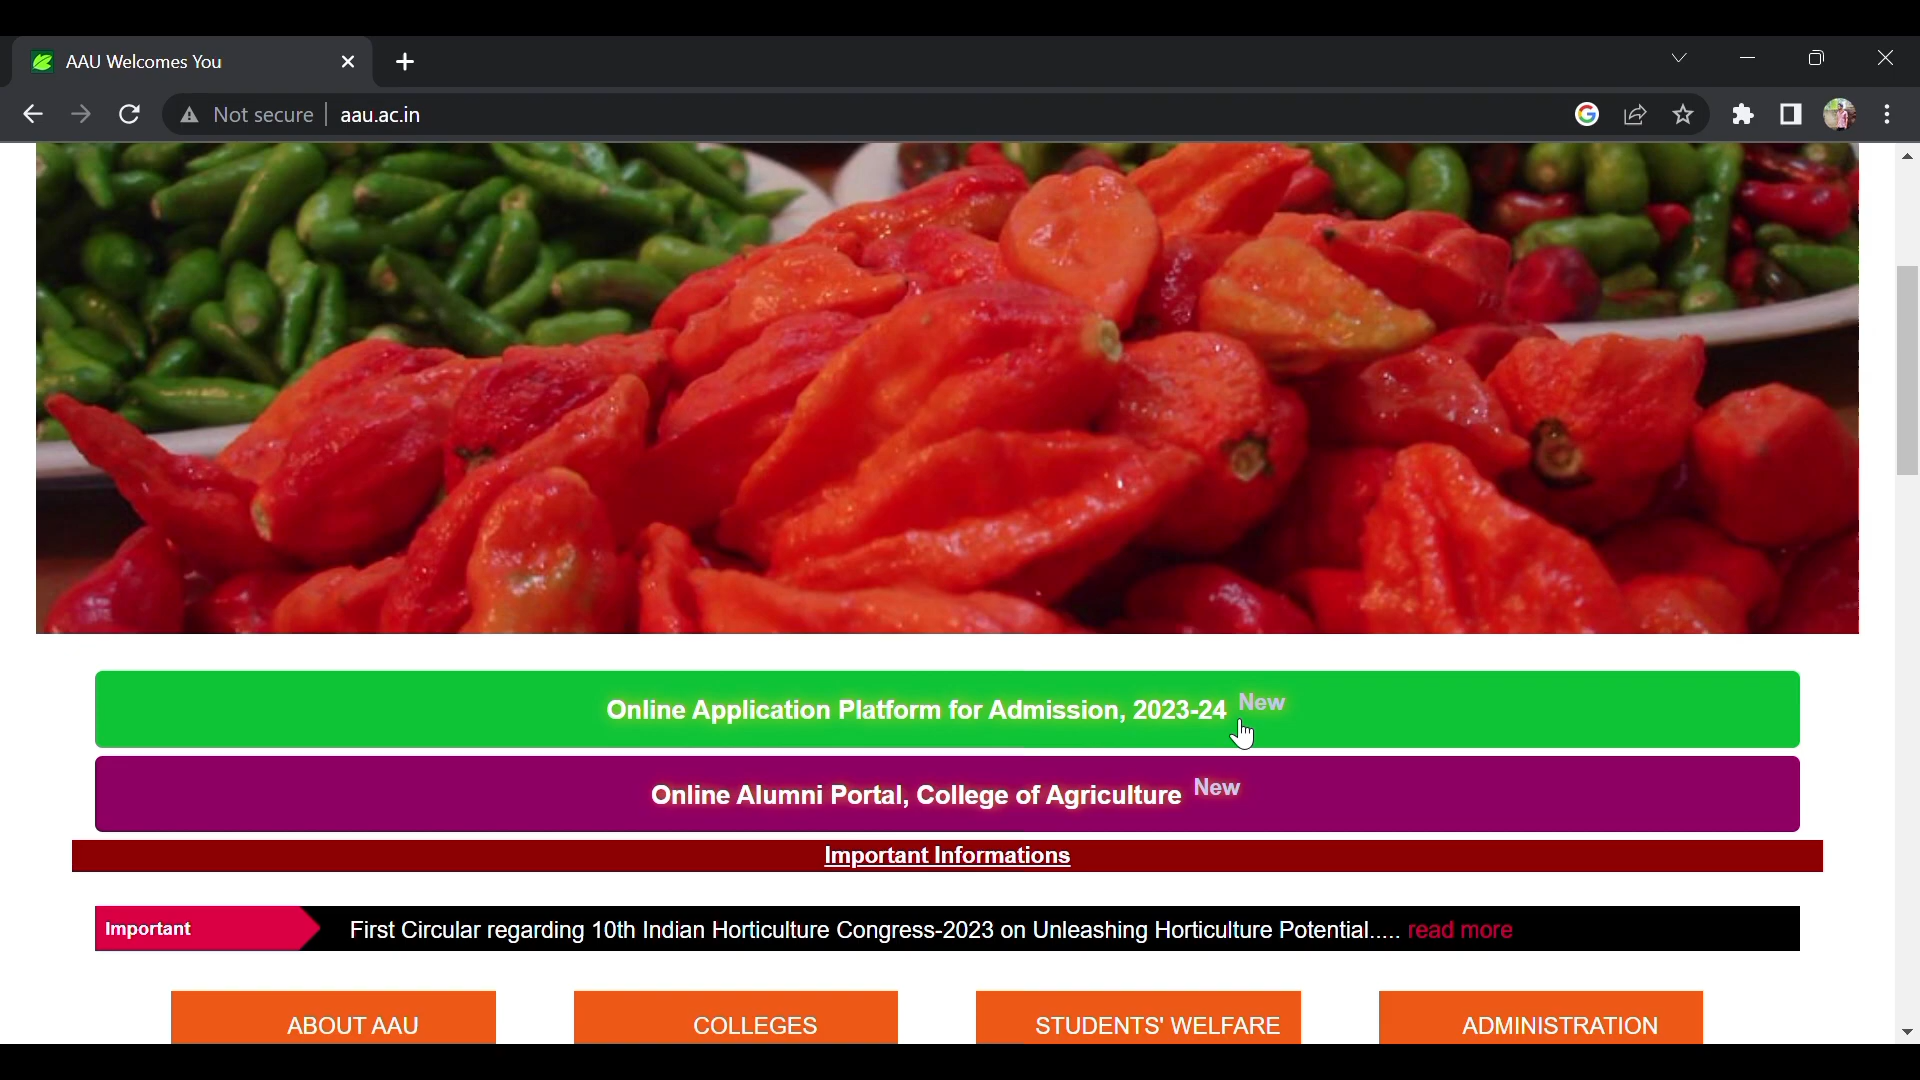 AAU Welcomes You
Not secure | aau.ac.in
Online Application Platform for Admission, 2023-24 New
Online Alumni Portal, College of Agriculture New
Important Informations
Important First Circular regarding 10th Indian Horticulture Congress-2023 on Unleashing Horticulture Potential..... read more
ABOUT AAU COLLEGES STUDENTS' WELFARE ADMINISTRATION